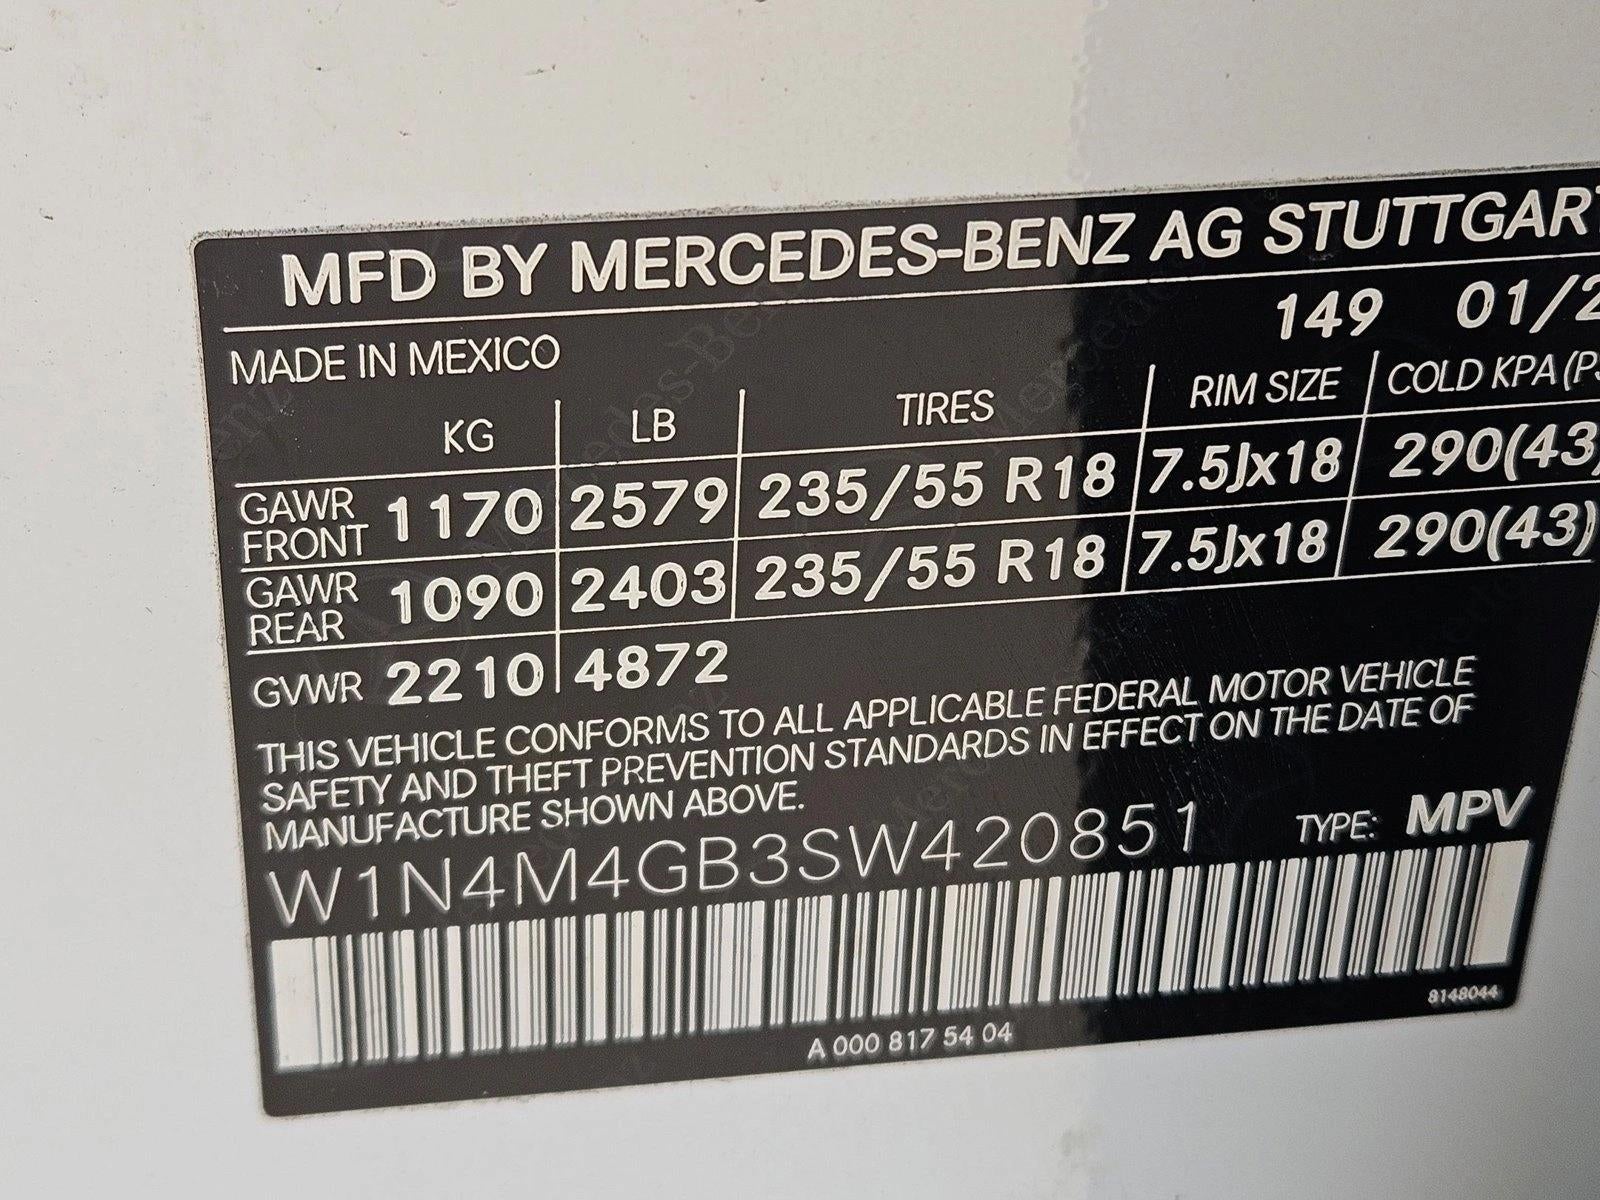 MFD BY MERCEDES-BENZ AG STUTTGART
149 01/2
MADE IN MEXICO
KG LB TIRES RIM SIZE COLD KPA (PS
GAWR FRONT 1170 2579 235/55 R18 7.5Jx18 290(43)
GAWR REAR 1090 2403 235/55 R18 7.5Jx18 290(43)
GVWR 2210 4872
THIS VEHICLE CONFORMS TO ALL APPLICABLE FEDERAL MOTOR VEHICLE
SAFETY AND THEFT PREVENTION STANDARDS IN EFFECT ON THE DATE OF
MANUFACTURE SHOWN ABOVE.
W1N4M4GB3SW420851 TYPE: MPV
8148044
A 000 817 54 04